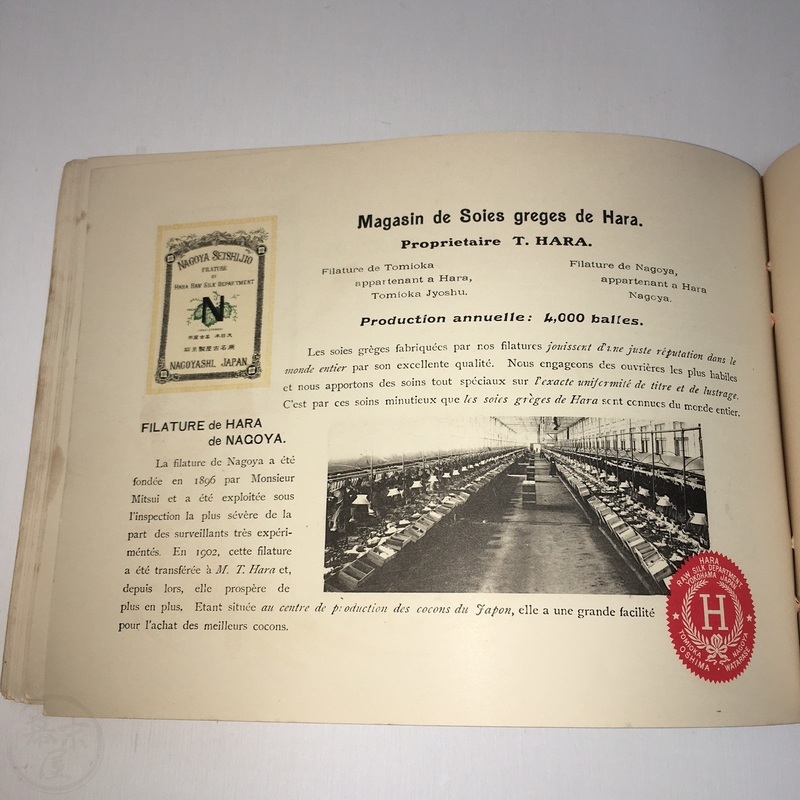 Magasin de Soies greges de Hara.
Proprietaire T. HARA.
Filature de Tomioka
appartenant a Hara,
Tomioka Jyoshu.
Filature de Nagoya,
appartenant a Hara
Nagoya.
Production annuelle: 4,000 balles.
Les soies grèges fabriquées par nos filatures jouissent d'une juste réputation dans le
monde entier par son excellente qualité. Nous engageons des ouvrières les plus habiles
et nous apportons des soins tout spéciaux sur l'exacte uniformité de titre et de lustrage.
C'est par ces soins minutieux que les soies grèges de Hara sent connues du monde entier.
NAGOYA SEISHIJIO
FILATURE
OF
HARA RAW SILK DEPARTMENT
N
NAGOYASHI, JAPAN
FILATURE de HARA
de NAGOYA.
La filature de Nagoya a été
fondée en 1896 par Monsieur
Mitsui et a été exploitée sous
l'inspection la plus sévère de la
part des surveillants très expéri-
méntés. En 1902, cette filature
a été transférée à M. T. Hara et,
depuis lors, elle prospère de
plus en plus. Etant située au centre de production des cocons du Japon, elle a une grande facilité
pour l'achat des meilleurs cocons.
HARA
RAW SILK DEPARTMENT
YOKOHAMA JAPAN
H
TOMIOKA NAGOYA
OSHIMA WATARASE